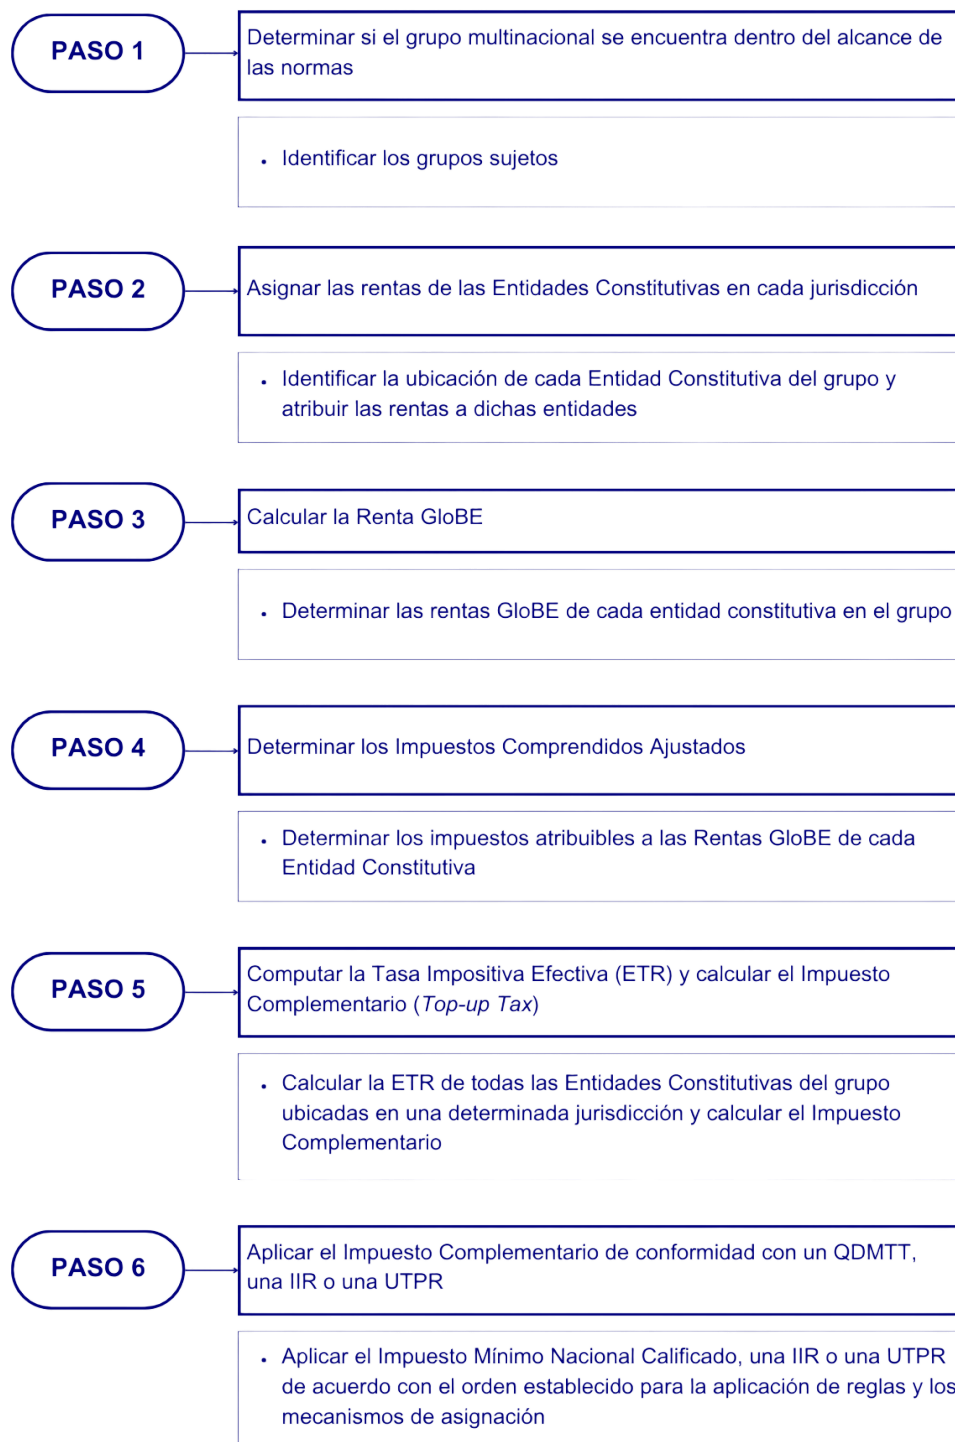 PASO 1
Determinar si el grupo multinacional se encuentra dentro del alcance de
las normas
• Identificar los grupos sujetos
PASO 2
Asignar las rentas de las Entidades Constitutivas en cada jurisdicción
• Identificar la ubicación de cada Entidad Constitutiva del grupo y
atribuir las rentas a dichas entidades
PASO 3
Calcular la Renta GloBE
• Determinar las rentas GloBE de cada entidad constitutiva en el grupo
PASO 4
Determinar los Impuestos Comprendidos Ajustados
• Determinar los impuestos atribuibles a las Rentas GloBE de cada
Entidad Constitutiva
PASO 5
Computar la Tasa Impositiva Efectiva (ETR) y calcular el Impuesto
Complementario (Top-up Tax)
• Calcular la ETR de todas las Entidades Constitutivas del grupo
ubicadas en una determinada jurisdicción y calcular el Impuesto
Complementario
PASO 6
Aplicar el Impuesto Complementario de conformidad con un QDMTT,
una IIR o una UTPR
• Aplicar el Impuesto Mínimo Nacional Calificado, una IIR o una UTPR
de acuerdo con el orden establecido para la aplicación de reglas y los
mecanismos de asignación